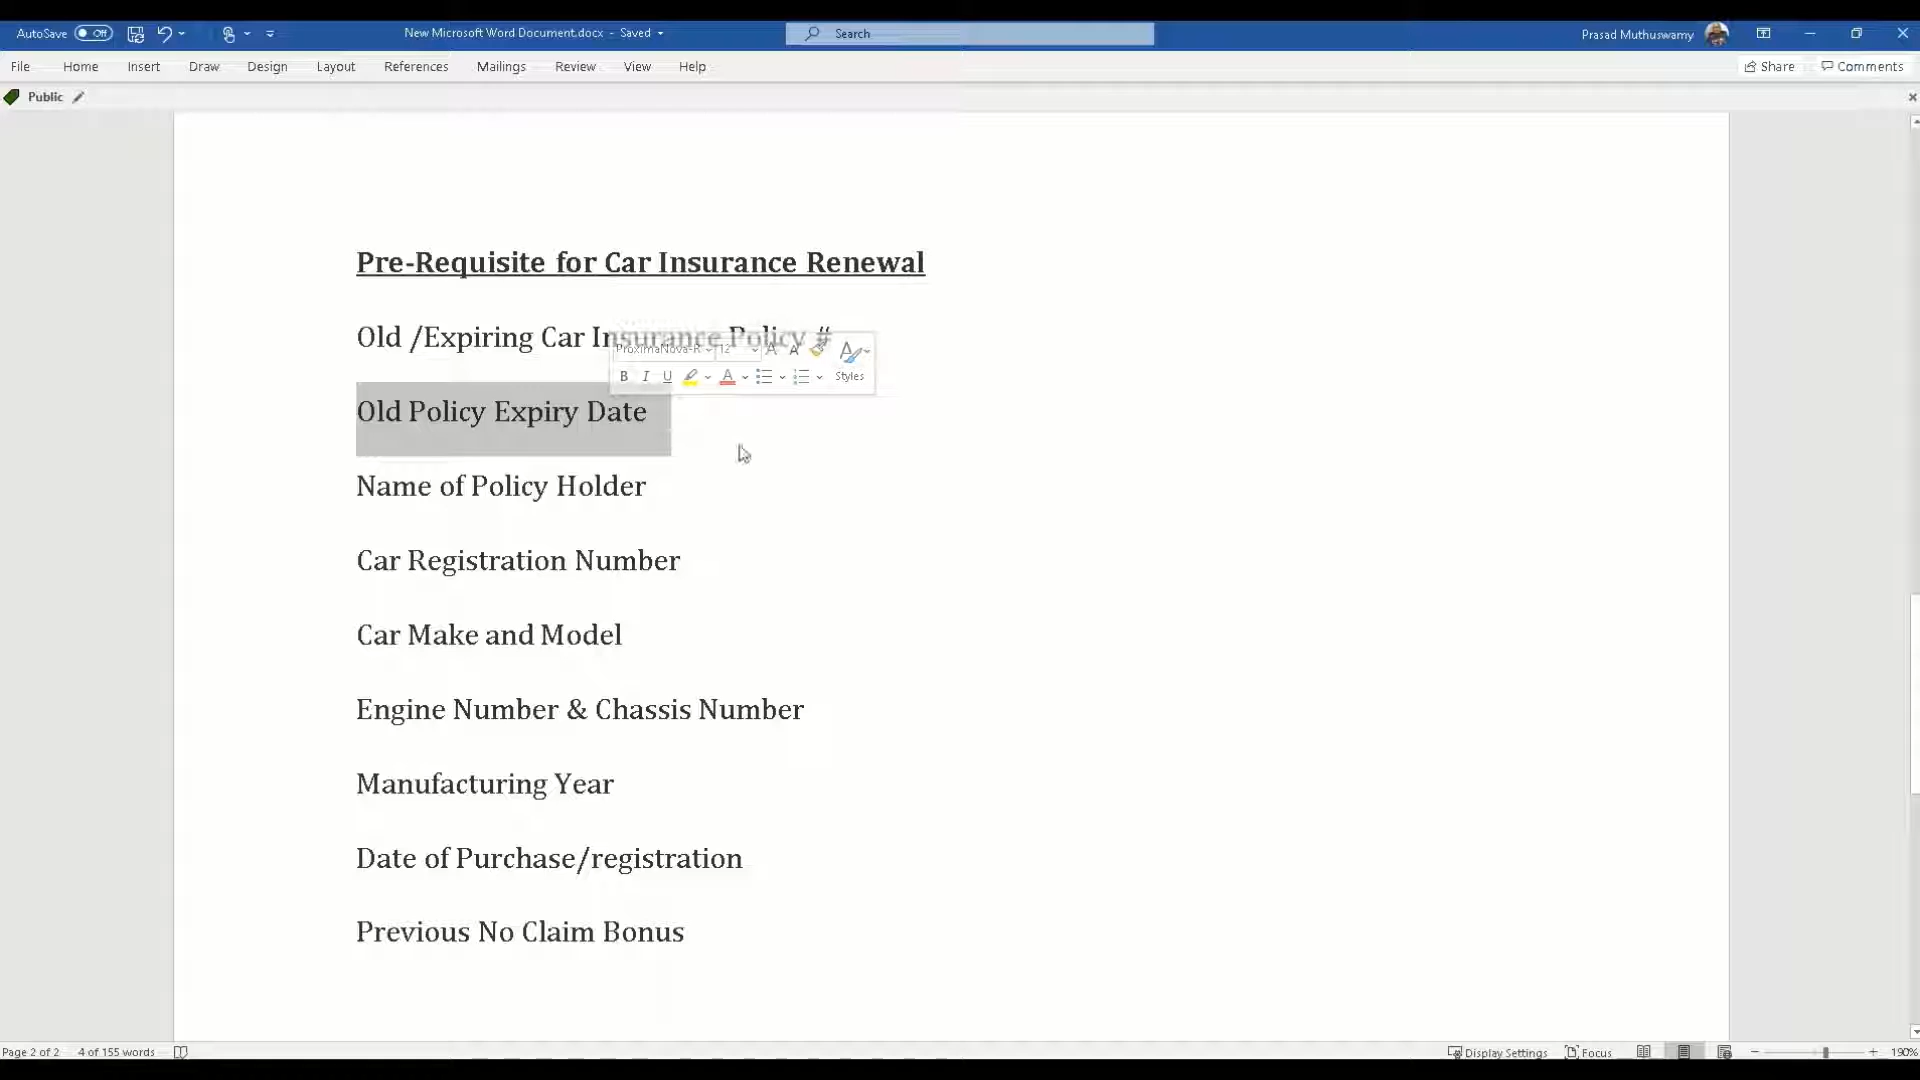 AutoSave Off New Microsoft Word Document.docx - Saved Search Prasad Muthuswamy
File Home Insert Draw Design Layout References Mailings Review View Help Share Comments
Public
Pre-Requisite for Car Insurance Renewal
Old /Expiring Car Insurance Policy #
ProximaNova-R 12 A A
B I U A Styles
Old Policy Expiry Date
Name of Policy Holder
Car Registration Number
Car Make and Model
Engine Number & Chassis Number
Manufacturing Year
Date of Purchase/registration
Previous No Claim Bonus
Page 2 of 2 4 of 155 words Display Settings Focus 190%